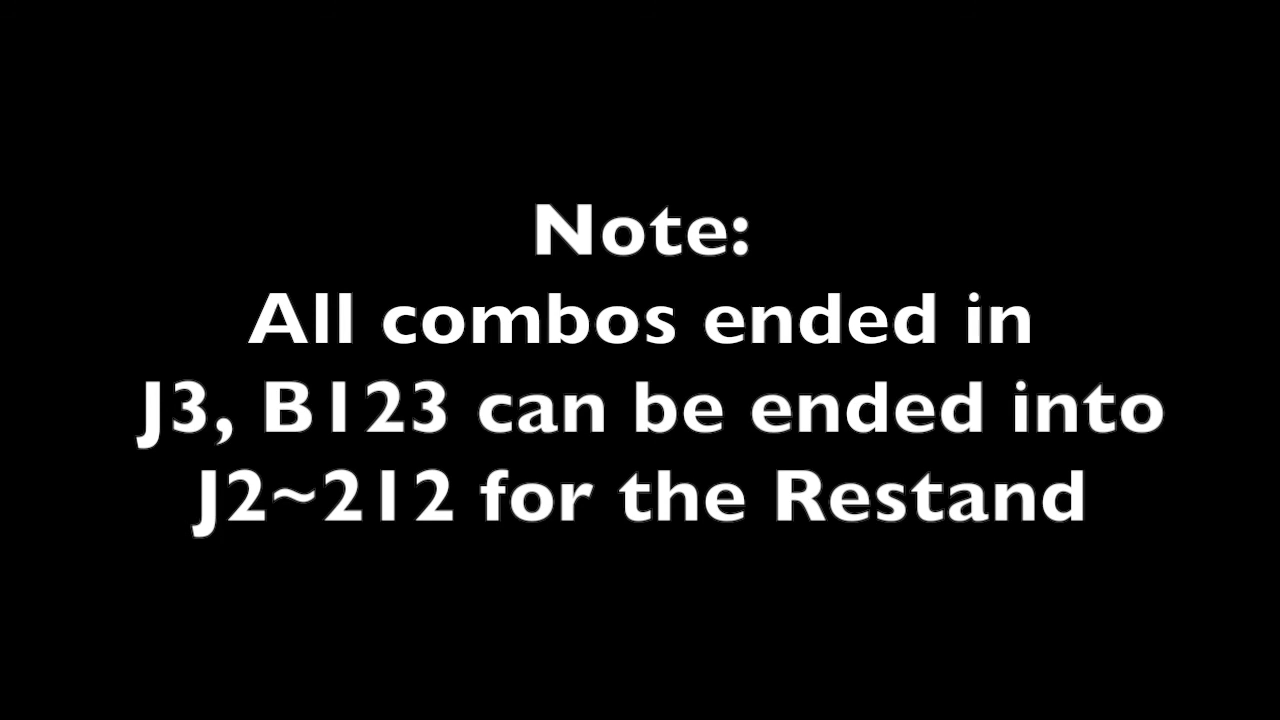 Note:
All combos ended in
J3, B123 can be ended into
J2~212 for the Restand